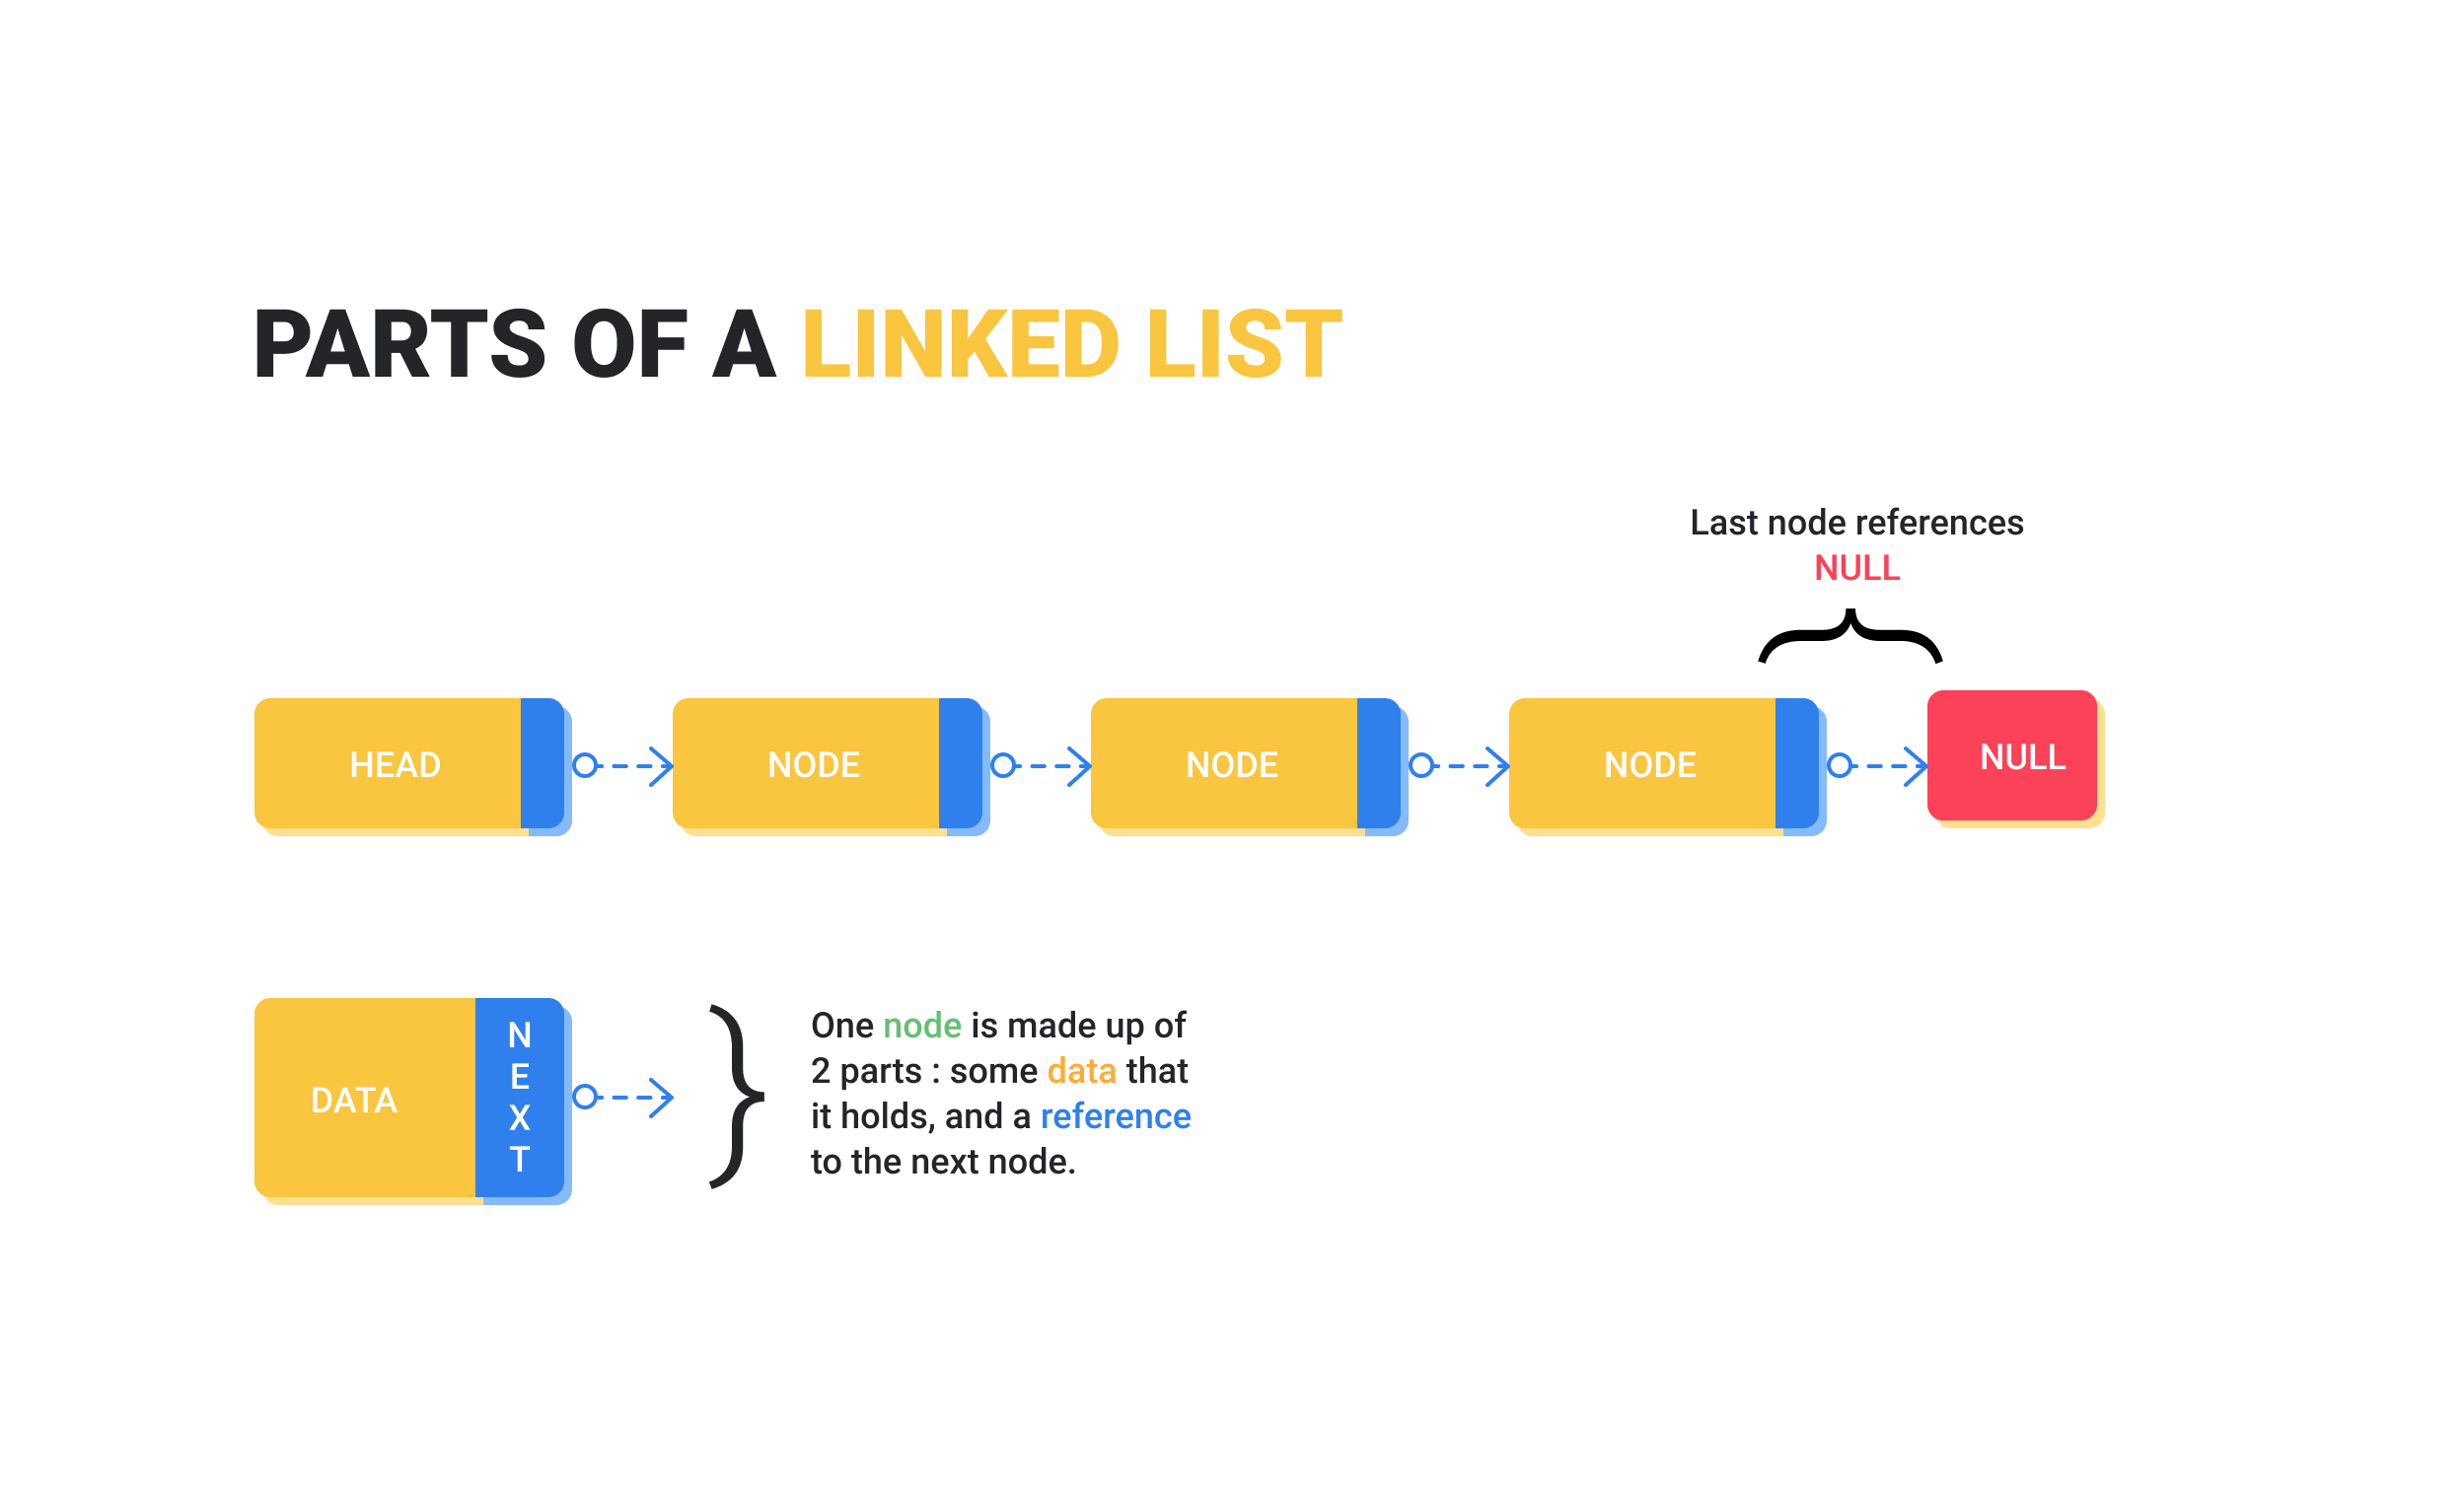 PARTS OF A LINKED LIST
Last node references
NULL
HEAD
NODE
NODE
NODE
NULL
DATA
NEXT
One node is made up of
2 parts : some data that
it holds, and a reference
to the next node.